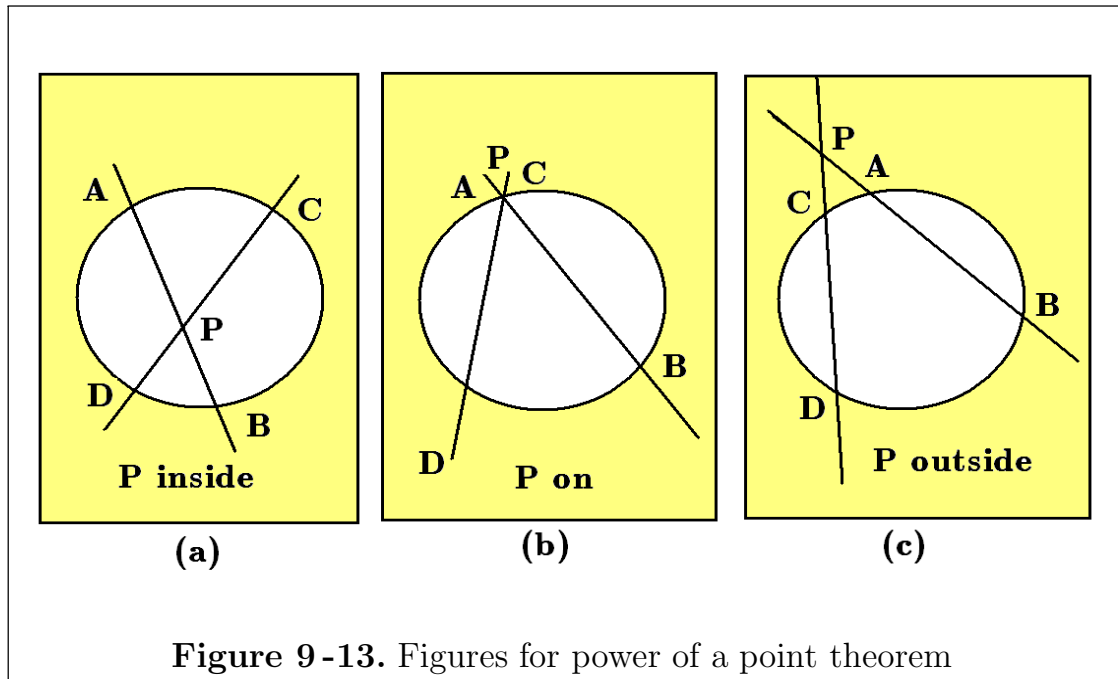 A
C
P
D
B
P inside
(a)
P
A
C
B
D
P on
(b)
P
A
C
B
D
P outside
(c)
Figure 9-13. Figures for power of a point theorem